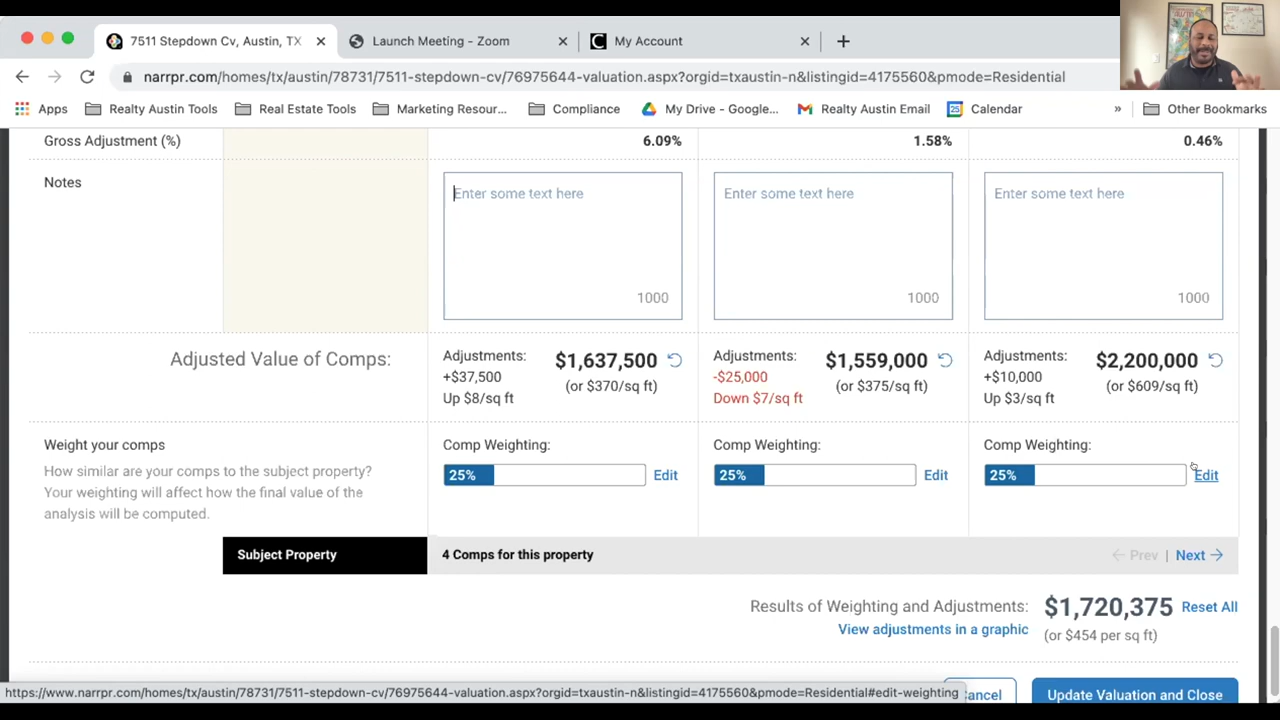 7511 Stepdown Cv, Austin, TX
Launch Meeting - Zoom
My Account
narrpr.com/homes/tx/austin/78731/7511-stepdown-cv/76975644-valuation.aspx?orgid=txaustin-n&listingid=4175560&pmode=Residential
Apps Realty Austin Tools Real Estate Tools Marketing Resour... Compliance My Drive - Google... Realty Austin Email Calendar » Other Bookmarks
Gross Adjustment (%) 6.09% 1.58% 0.46%
Notes
Enter some text here Enter some text here Enter some text here
1000 1000 1000
Adjusted Value of Comps:
Adjustments: $1,637,500
+$37,500 (or $370/sq ft)
Up $8/sq ft
Adjustments: $1,559,000
-$25,000 (or $375/sq ft)
Down $7/sq ft
Adjustments: $2,200,000
+$10,000 (or $609/sq ft)
Up $3/sq ft
Weight your comps
How similar are your comps to the subject property?
Your weighting will affect how the final value of the
analysis will be computed.
Comp Weighting:
25% Edit
Comp Weighting:
25% Edit
Comp Weighting:
25% Edit
Subject Property 4 Comps for this property Prev | Next
Results of Weighting and Adjustments: $1,720,375 Reset All
View adjustments in a graphic (or $454 per sq ft)
https://www.narrpr.com/homes/tx/austin/78731/7511-stepdown-cv/76975644-valuation.aspx?orgid=txaustin-n&listingid=4175560&pmode=Residential#edit-weighting
ancel Update Valuation and Close